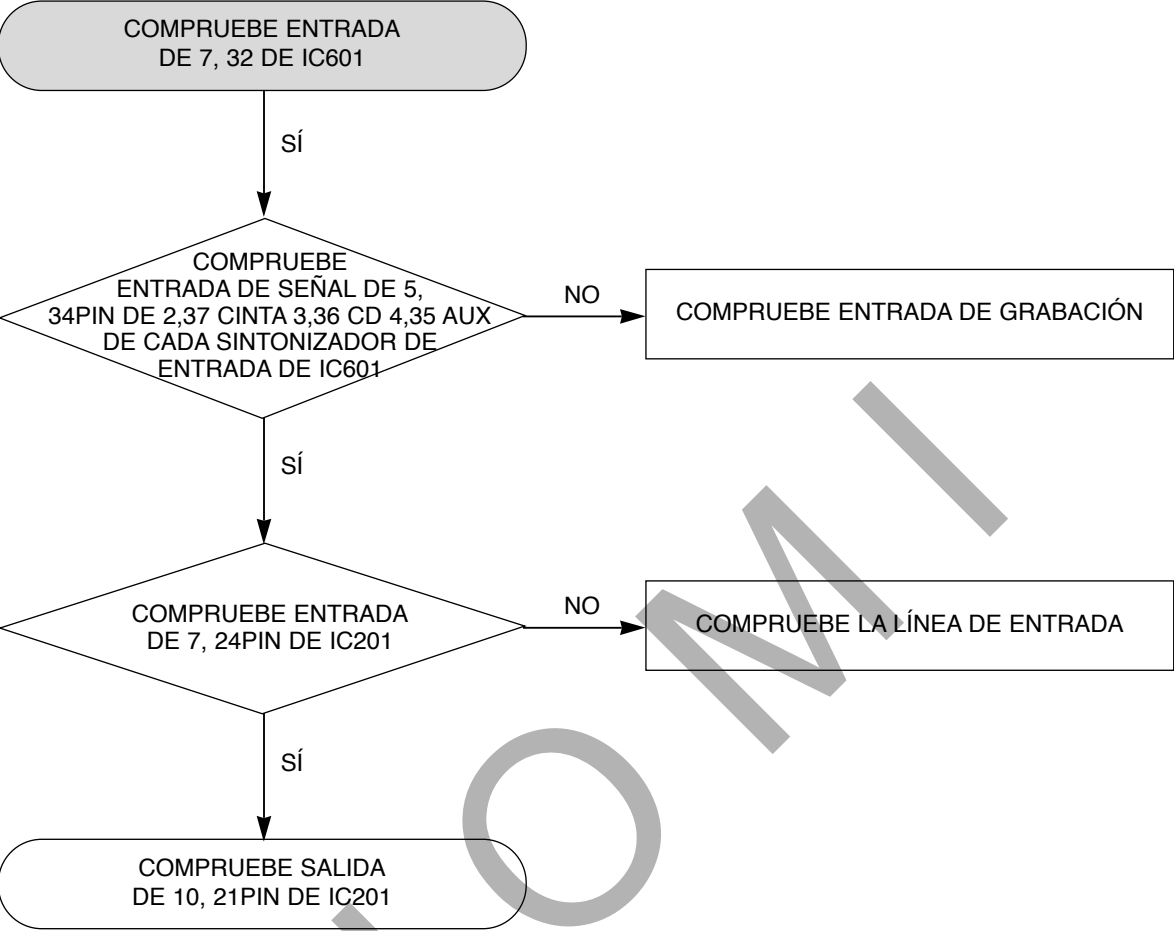 COMPRUEBE ENTRADA
DE 7, 32 DE IC601
SÍ
COMPRUEBE
ENTRADA DE SEÑAL DE 5,
34PIN DE 2,37 CINTA 3,36 CD 4,35 AUX
DE CADA SINTONIZADOR DE
ENTRADA DE IC601
NO
COMPRUEBE ENTRADA DE GRABACIÓN
SÍ
COMPRUEBE ENTRADA
DE 7, 24PIN DE IC201
NO
COMPRUEBE LA LÍNEA DE ENTRADA
SÍ
COMPRUEBE SALIDA
DE 10, 21PIN DE IC201
O M I